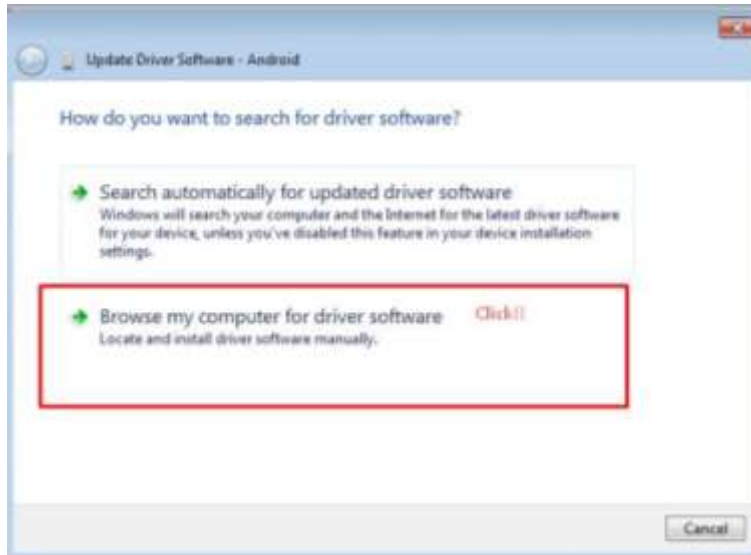 Update Driver Software - Android
How do you want to search for driver software?
Search automatically for updated driver software
Windows will search your computer and the Internet for the latest driver software
for your device, unless you've disabled this feature in your device installation
settings.
Browse my computer for driver software Click!!
Locate and install driver software manually.
Cancel